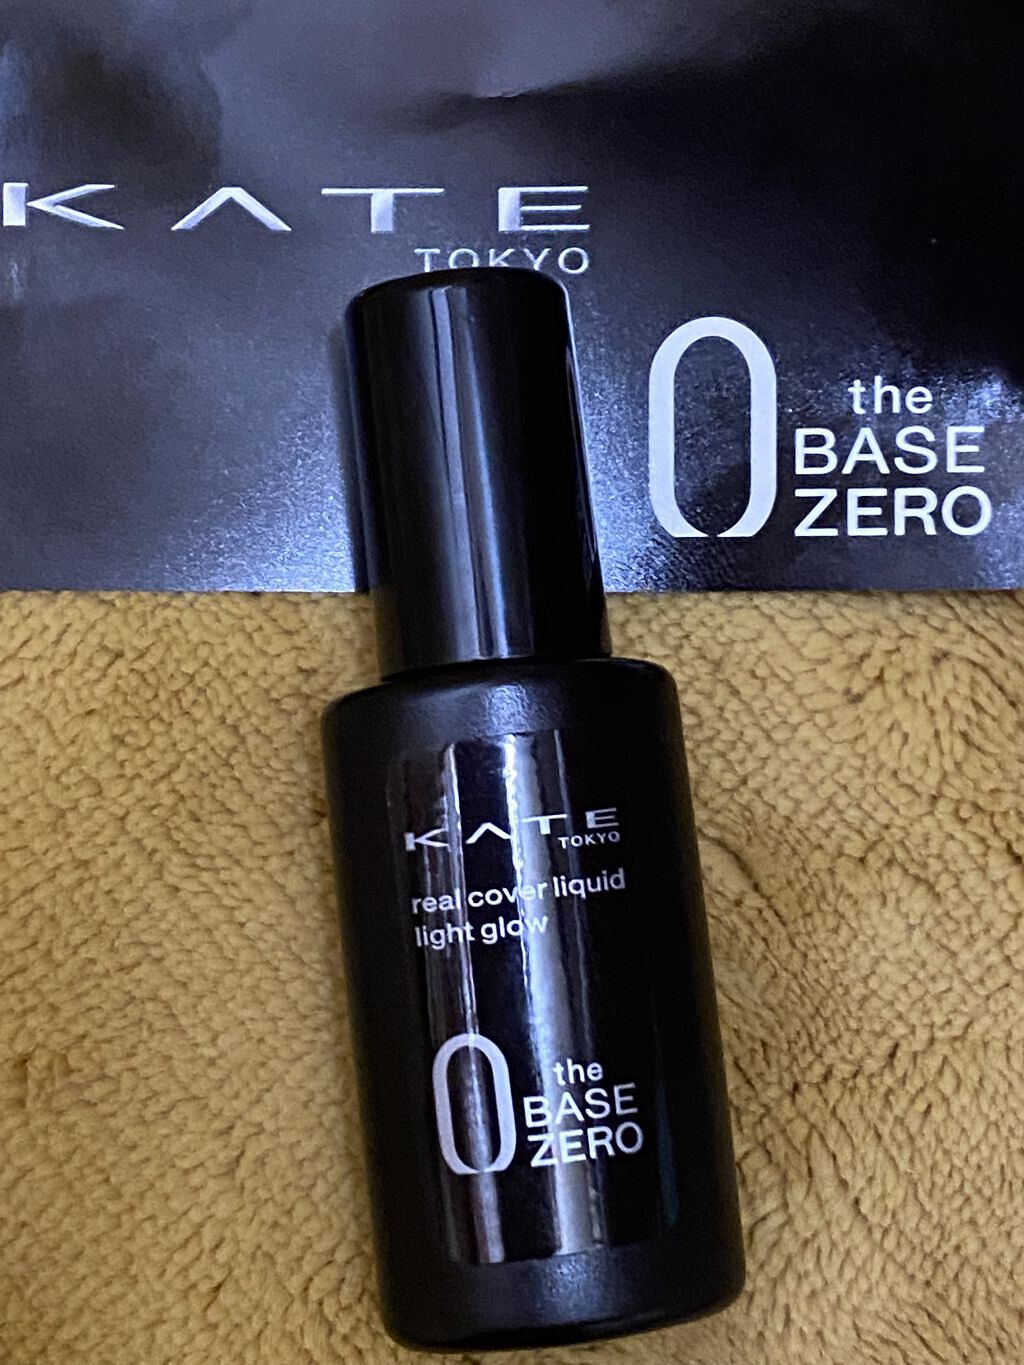 KATE
TOKYO
0
the
BASE
ZERO
KATE
TOKYO
real cover liquid
light glow
0
the
BASE
ZERO